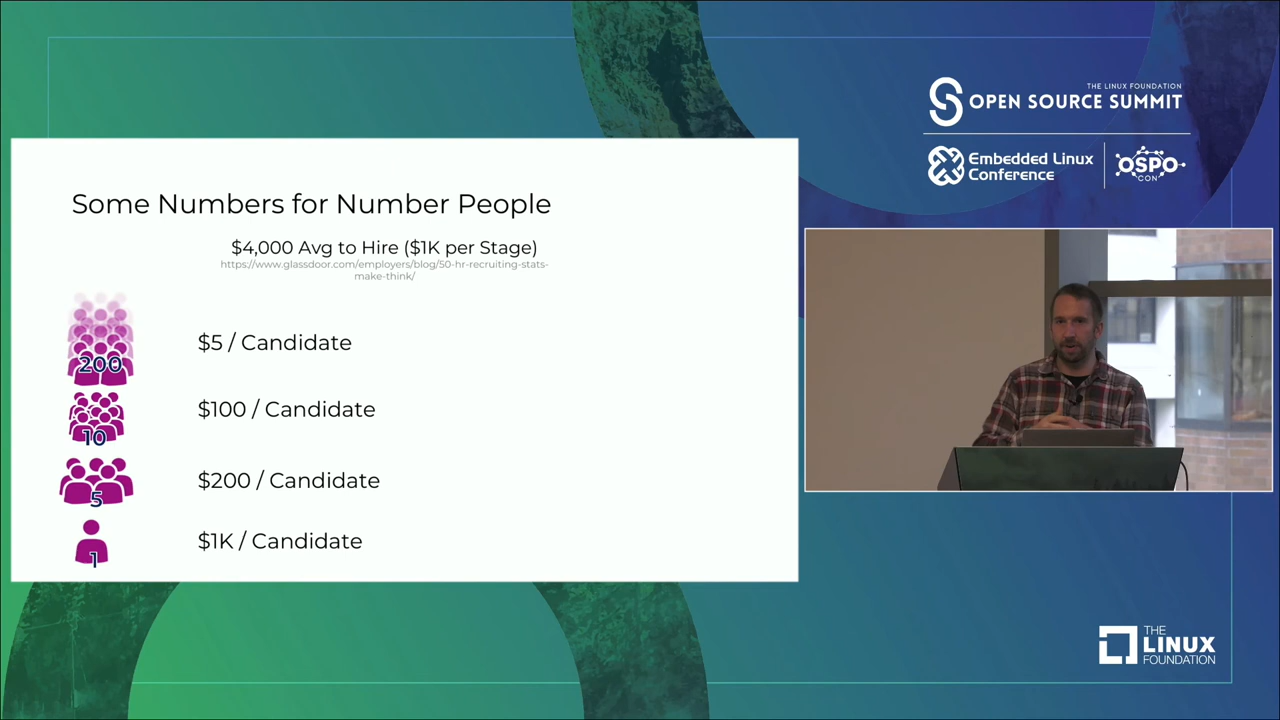 THE LINUX FOUNDATION
OPEN SOURCE SUMMIT
Embedded Linux
Conference
OSPO
CON
Some Numbers for Number People
$4,000 Avg to Hire ($1K per Stage)
https://www.glassdoor.com/employers/blog/50-hr-recruiting-stats-
make-think/
200
$5 / Candidate
10
$100 / Candidate
5
$200 / Candidate
1
$1K / Candidate
THE
LINUX
FOUNDATION